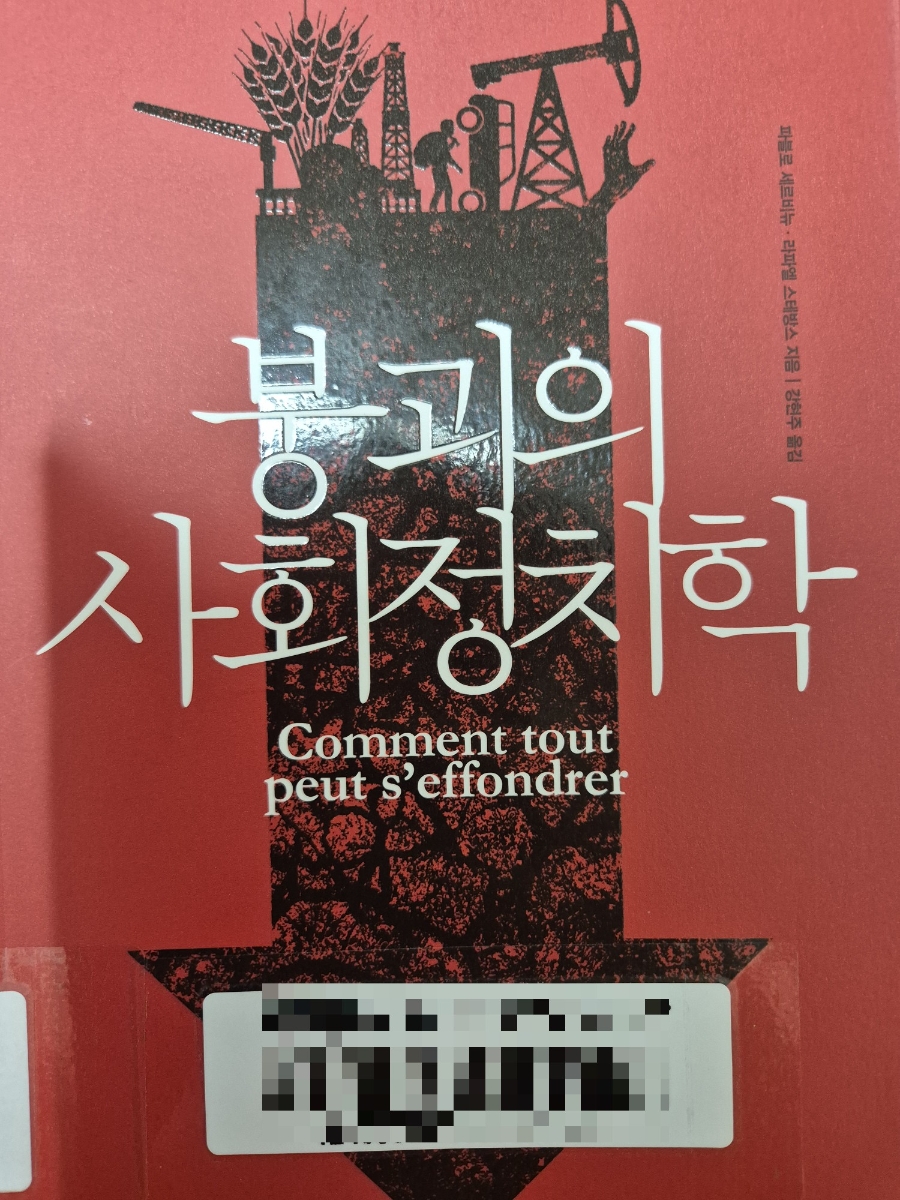 파블로 세르비뉴·라파엘 스테방스 지음 | 강현주 옮김
붕괴의
사회정치학
Comment tout
peut s'effondrer